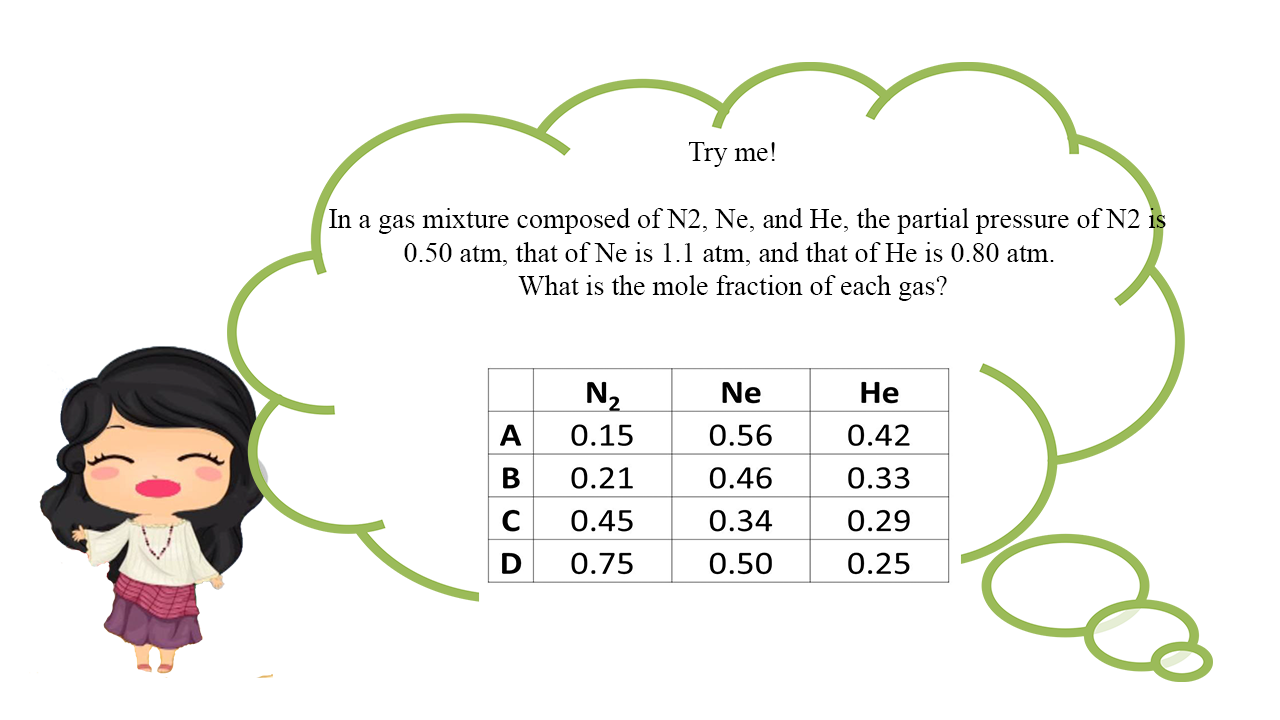 Try me!
In a gas mixture composed of N2, Ne, and He, the partial pressure of N2 is
0.50 atm, that of Ne is 1.1 atm, and that of He is 0.80 atm.
What is the mole fraction of each gas?
N₂ Ne He
A 0.15 0.56 0.42
B 0.21 0.46 0.33
C 0.45 0.34 0.29
D 0.75 0.50 0.25